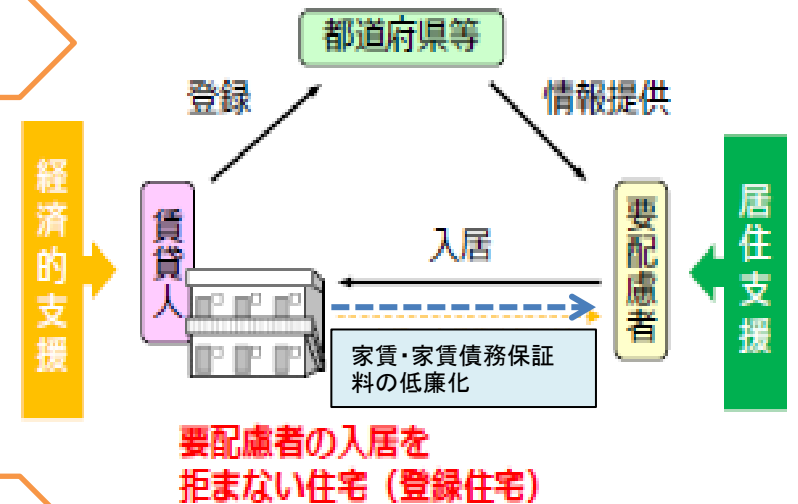 都道府県等
登録
情報提供
経済的支援
賃貸人
入居
要配慮者
居住支援
家賃・家賃債務保証
料の低廉化
要配慮者の入居を
拒まない住宅（登録住宅）